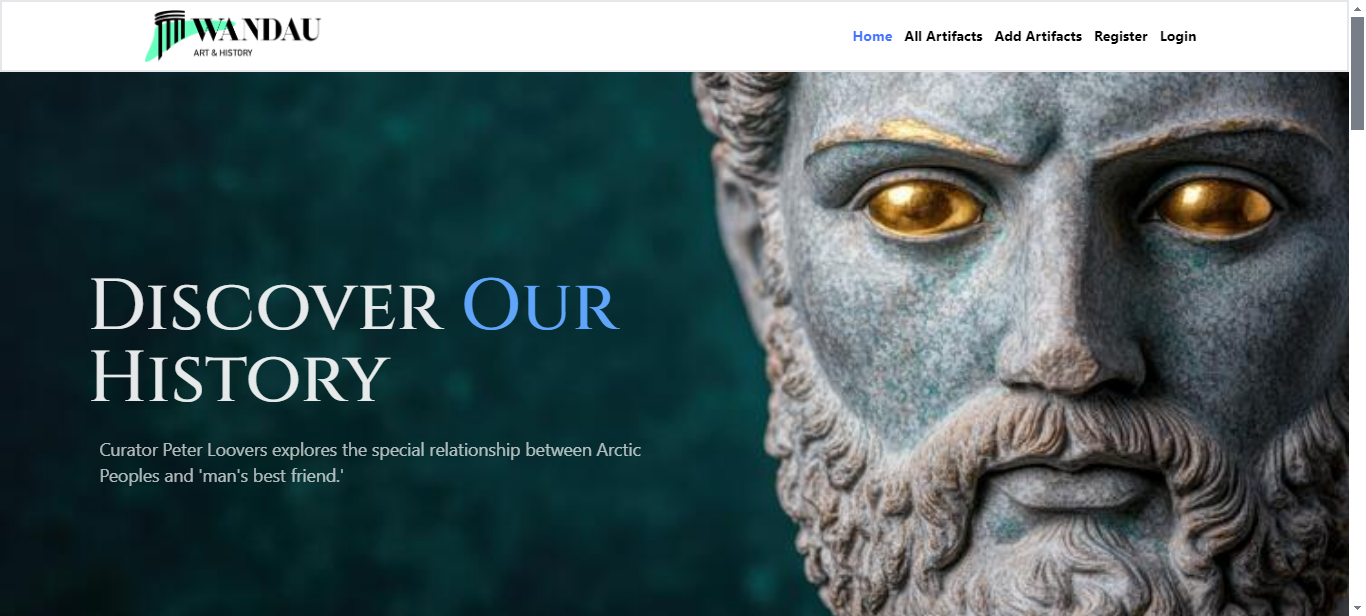 WANDAU
ART & HISTORY
Home All Artifacts Add Artifacts Register Login
Discover Our
History
Curator Peter Loovers explores the special relationship between Arctic
Peoples and 'man's best friend.'